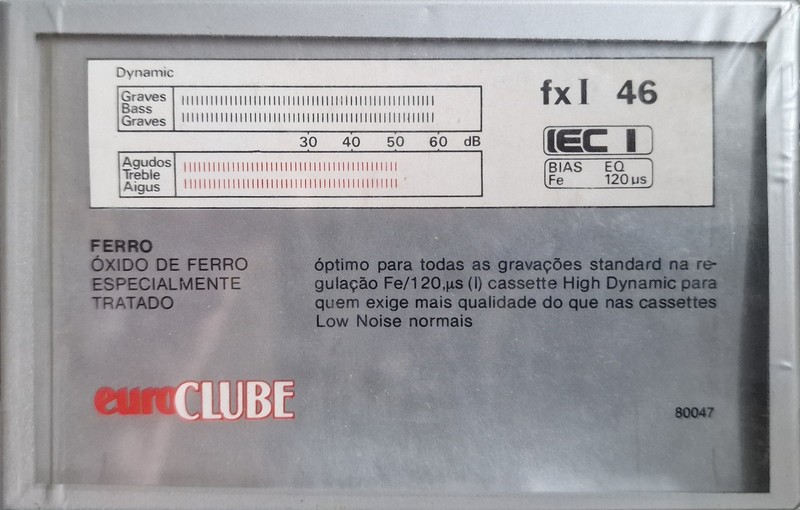 Dynamic
Graves
Bass
Graves
30 40 50 60 dB
Agudos
Treble
Aigus
fx I 46
IEC I
BIAS EQ
Fe 120 µs
FERRO
ÓXIDO DE FERRO
ESPECIALMENTE
TRATADO
óptimo para todas as gravações standard na re-
gulação Fe/120,µs (I) cassette High Dynamic para
quem exige mais qualidade do que nas cassettes
Low Noise normais
euroCLUBE
80047